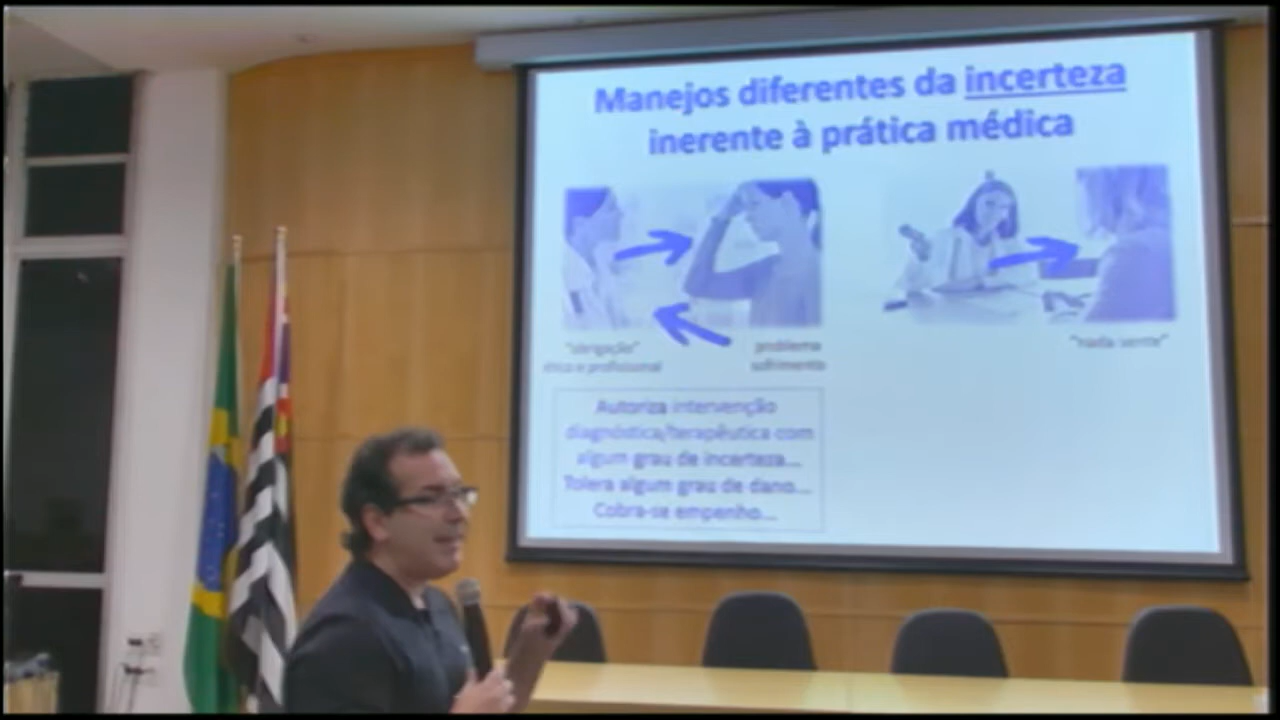 Manejos diferentes da incerteza
inerente à prática médica
"obrigação"
ética e profissional
problema
sofrimento
"nada sente"
Autoriza intervenção
diagnóstica/terapêutica com
algum grau de incerteza...
Tolera algum grau de dano...
Cobra-se empenho...